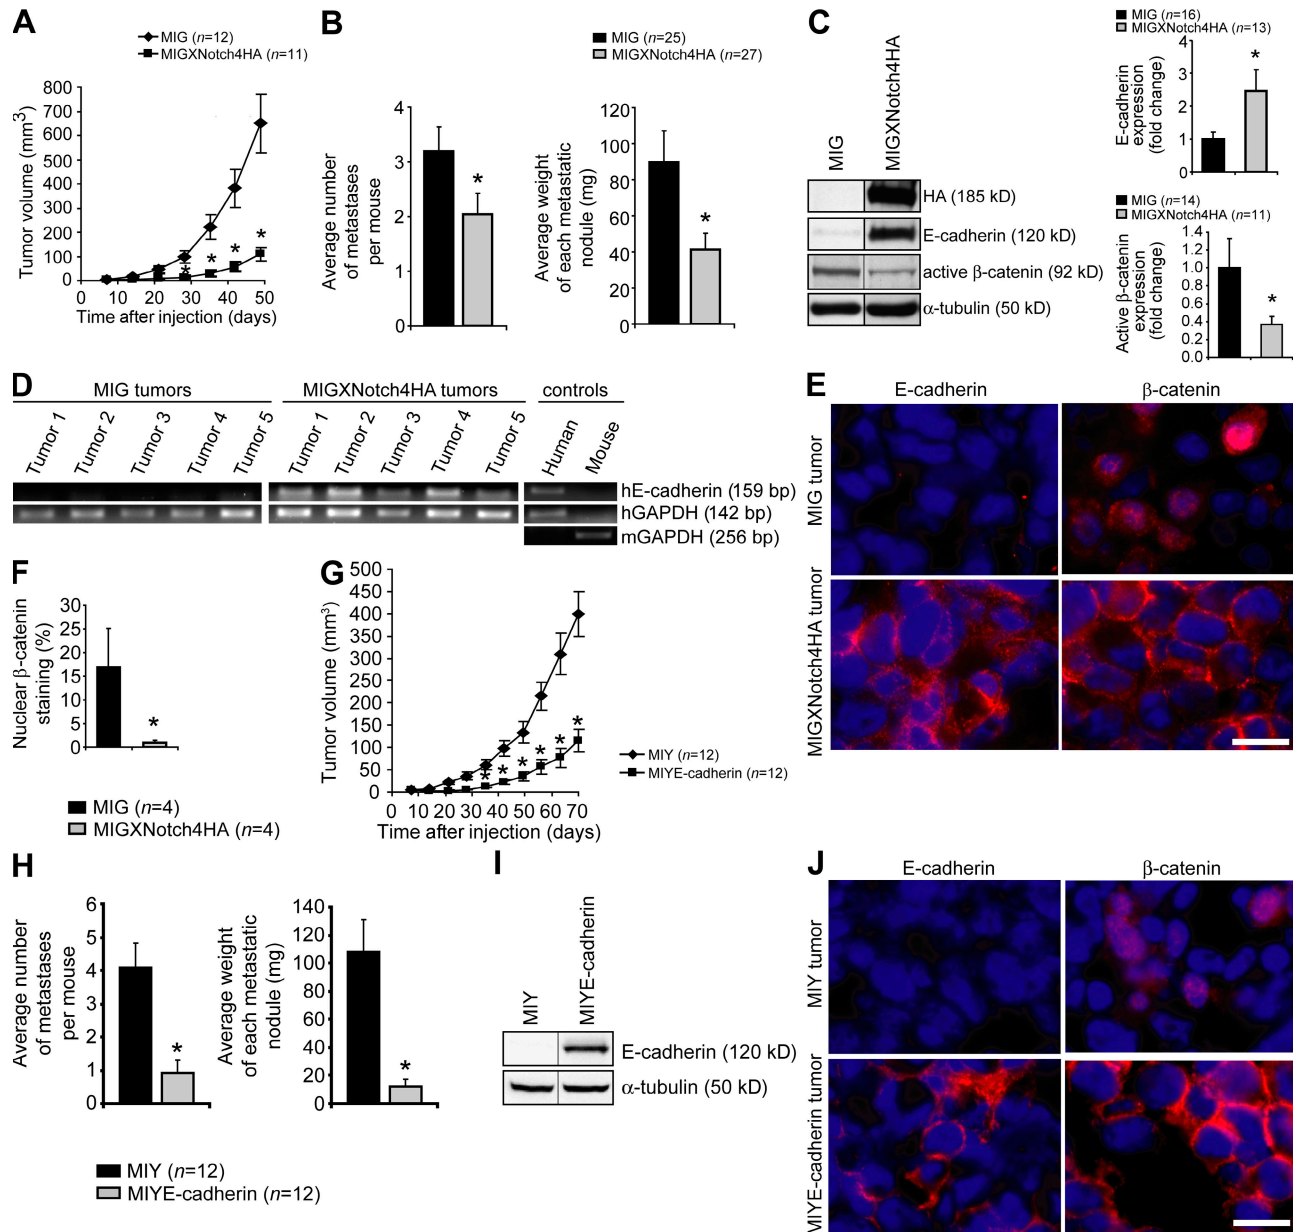 A
MIG (n=12)
MIGXNotch4HA (n=11)
Tumor volume (mm3)
800
700
600
500
400
300
200
100
0
0 10 20 30 40 50
Time after injection (days)
* * * *
B
MIG (n=25)
MIGXNotch4HA (n=27)
Average number
of metastases
per mouse
4
3
2
1
0
*
Average weight
of each metastatic
nodule (mg)
120
100
80
60
40
20
0
*
C
MIG
MIGXNotch4HA
HA (185 kD)
E-cadherin (120 kD)
active β-catenin (92 kD)
α-tubulin (50 kD)
MIG (n=16)
MIGXNotch4HA (n=13)
E-cadherin
expression
(fold change)
4
3
2
1
0
*
MIG (n=14)
MIGXNotch4HA (n=11)
Active β-catenin
expression
(fold change)
1.4
1.2
1.0
0.8
0.6
0.4
0.2
0.0
*
D
MIG tumors
MIGXNotch4HA tumors
controls
Tumor 1
Tumor 2
Tumor 3
Tumor 4
Tumor 5
Tumor 1
Tumor 2
Tumor 3
Tumor 4
Tumor 5
Human
Mouse
hE-cadherin (159 bp)
hGAPDH (142 bp)
mGAPDH (256 bp)
E
E-cadherin
β-catenin
MIG tumor
MIGXNotch4HA tumor
F
Nuclear β-catenin
staining (%)
30
25
20
15
10
5
0
*
MIG (n=4)
MIGXNotch4HA (n=4)
G
Tumor volume (mm3)
500
450
400
350
300
250
200
150
100
50
0
0 10 20 30 40 50 60 70
Time after injection (days)
* * * * * *
MIY (n=12)
MIYE-cadherin (n=12)
H
Average number
of metastases
per mouse
6
5
4
3
2
1
0
*
Average weight
of each metastatic
nodule (mg)
140
120
100
80
60
40
20
0
*
MIY (n=12)
MIYE-cadherin (n=12)
I
MIY
MIYE-cadherin
E-cadherin (120 kD)
α-tubulin (50 kD)
J
E-cadherin
β-catenin
MIY tumor
MIYE-cadherin tumor